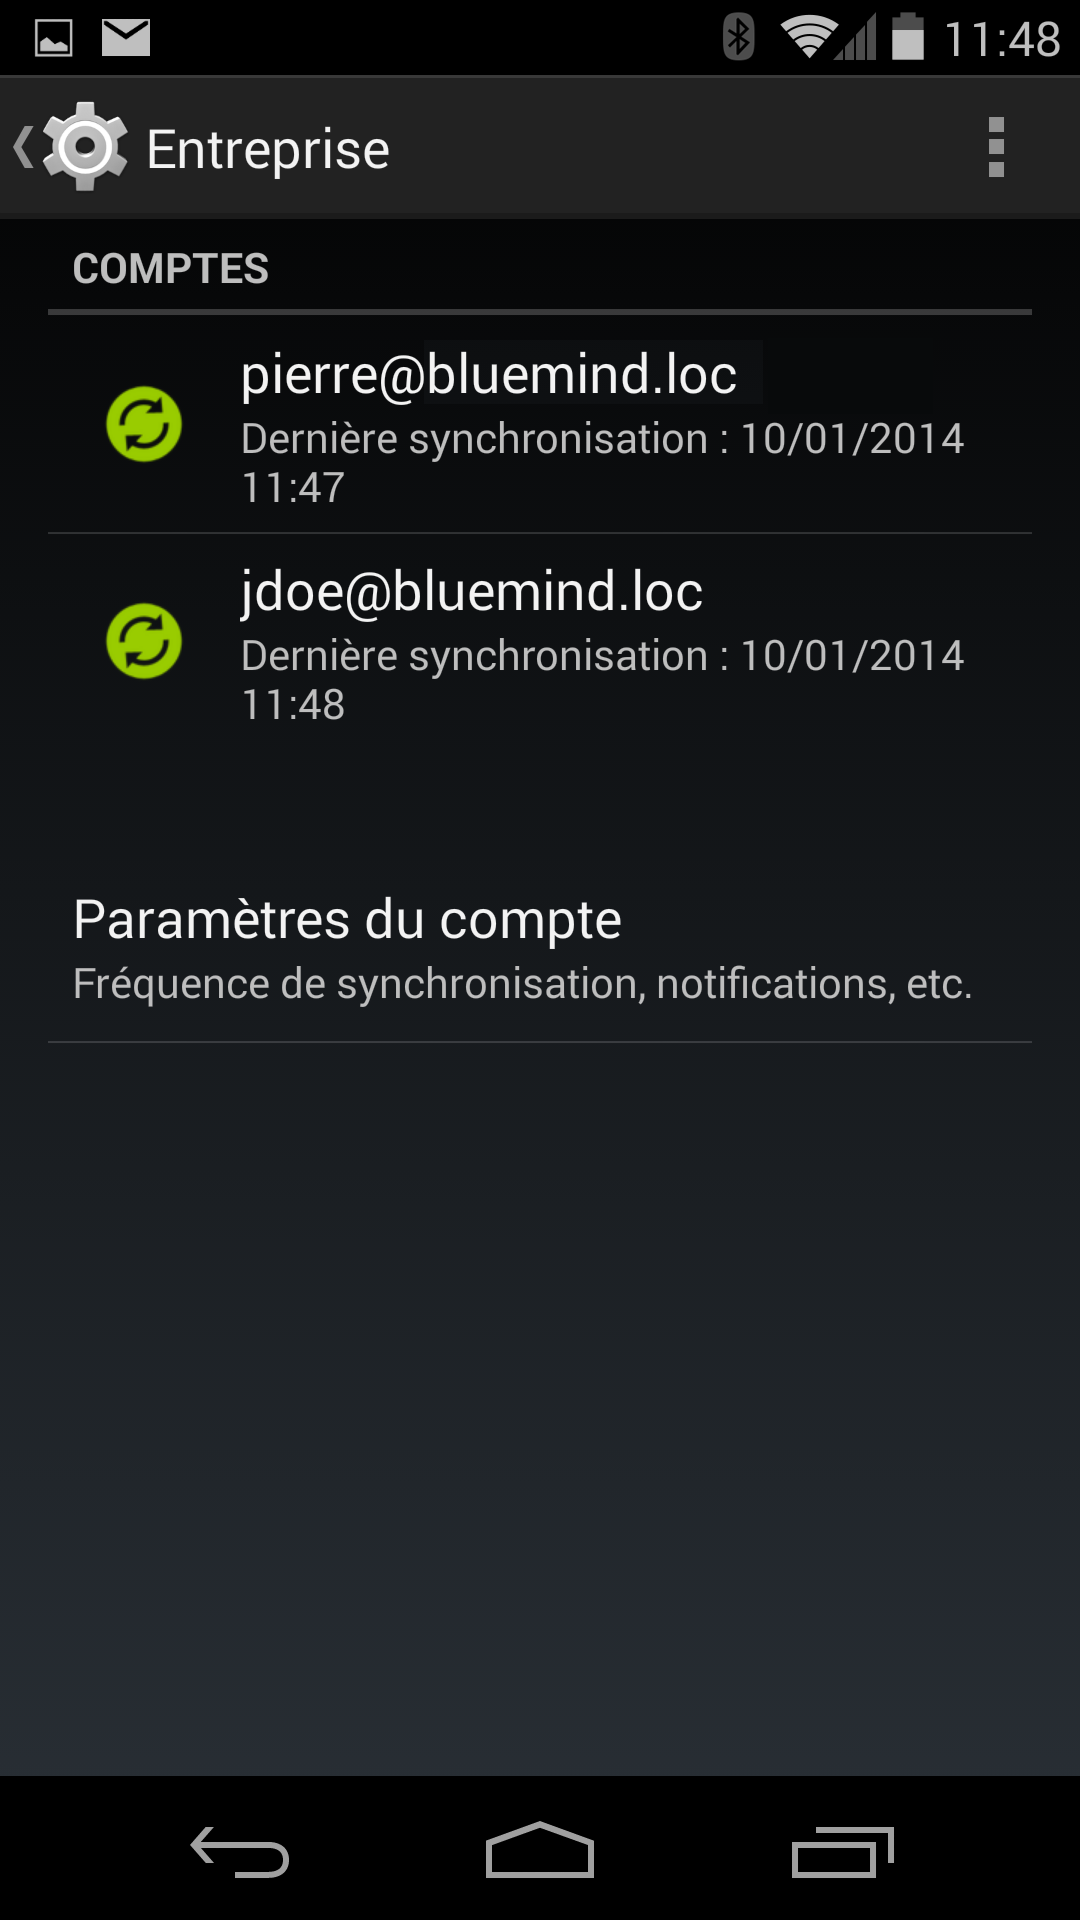 11:48
Entreprise
COMPTES
pierre@bluemind.loc
Dernière synchronisation : 10/01/2014
11:47
jdoe@bluemind.loc
Dernière synchronisation : 10/01/2014
11:48
Paramètres du compte
Fréquence de synchronisation, notifications, etc.